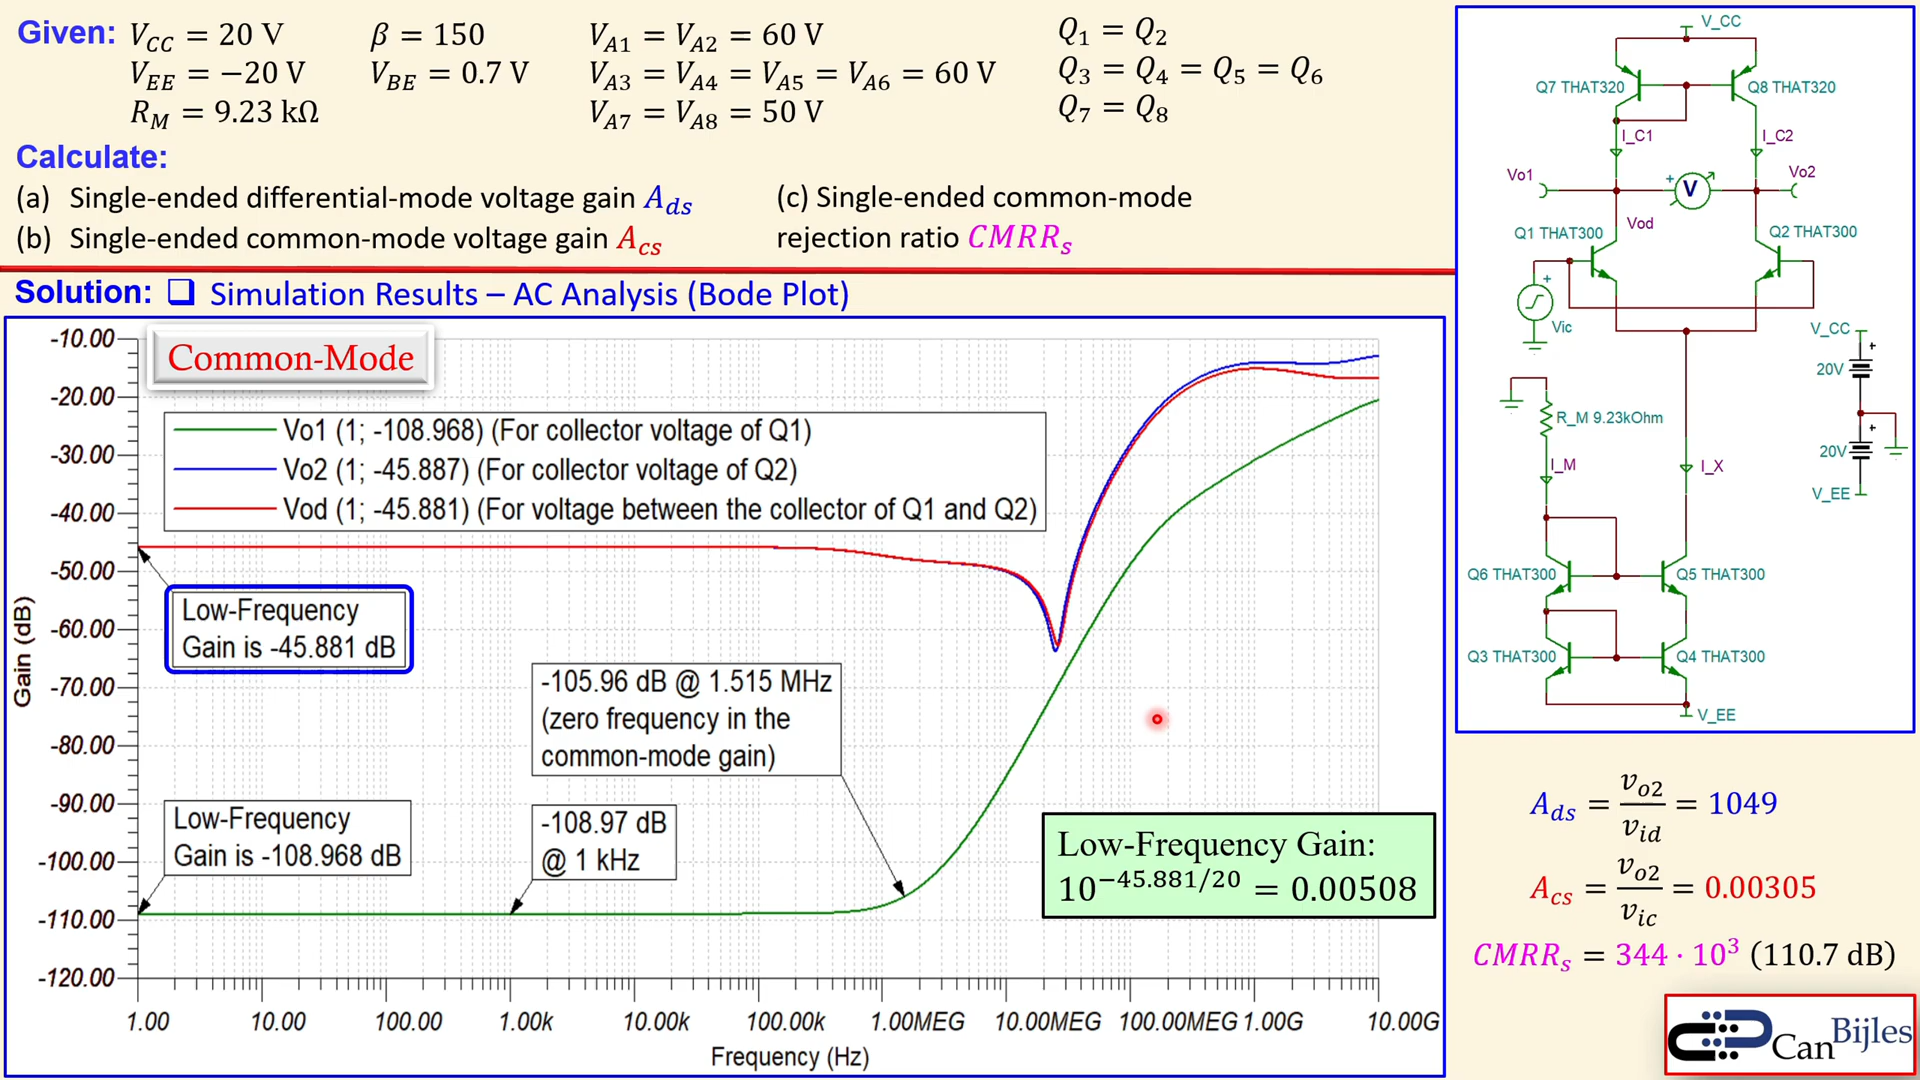 Given: V_CC = 20 V β = 150 V_A1 = V_A2 = 60 V Q_1 = Q_2
V_EE = −20 V V_BE = 0.7 V V_A3 = V_A4 = V_A5 = V_A6 = 60 V Q_3 = Q_4 = Q_5 = Q_6
R_M = 9.23 kΩ V_A7 = V_A8 = 50 V Q_7 = Q_8
Calculate:
(a) Single-ended differential-mode voltage gain A_ds
(b) Single-ended common-mode voltage gain A_cs
(c) Single-ended common-mode
rejection ratio CMRR_s
Solution: ❑ Simulation Results – AC Analysis (Bode Plot)
Common-Mode
Vo1 (1; -108.968) (For collector voltage of Q1)
Vo2 (1; -45.887) (For collector voltage of Q2)
Vod (1; -45.881) (For voltage between the collector of Q1 and Q2)
Low-Frequency
Gain is -45.881 dB
-105.96 dB @ 1.515 MHz
(zero frequency in the
common-mode gain)
Low-Frequency
Gain is -108.968 dB
-108.97 dB
@ 1 kHz
Low-Frequency Gain:
10^−45.881/20 = 0.00508
Gain (dB)
-10.00
-20.00
-30.00
-40.00
-50.00
-60.00
-70.00
-80.00
-90.00
-100.00
-110.00
-120.00
1.00 10.00 100.00 1.00k 10.00k 100.00k 1.00MEG 10.00MEG 100.00MEG 1.00G 10.00G
Frequency (Hz)
V_CC
Q7 THAT320 Q8 THAT320
I_C1 I_C2
Vo1 + V Vo2
Vod
Q1 THAT300 Q2 THAT300
+
Vic
V_CC
+
20V
R_M 9.23kOhm
+
20V
I_M I_X
V_EE
Q6 THAT300 Q5 THAT300
Q3 THAT300 Q4 THAT300
V_EE
A_ds = v_o2/v_id = 1049
A_cs = v_o2/v_ic = 0.00305
CMRR_s = 344 · 10^3 (110.7 dB)
CanBijles